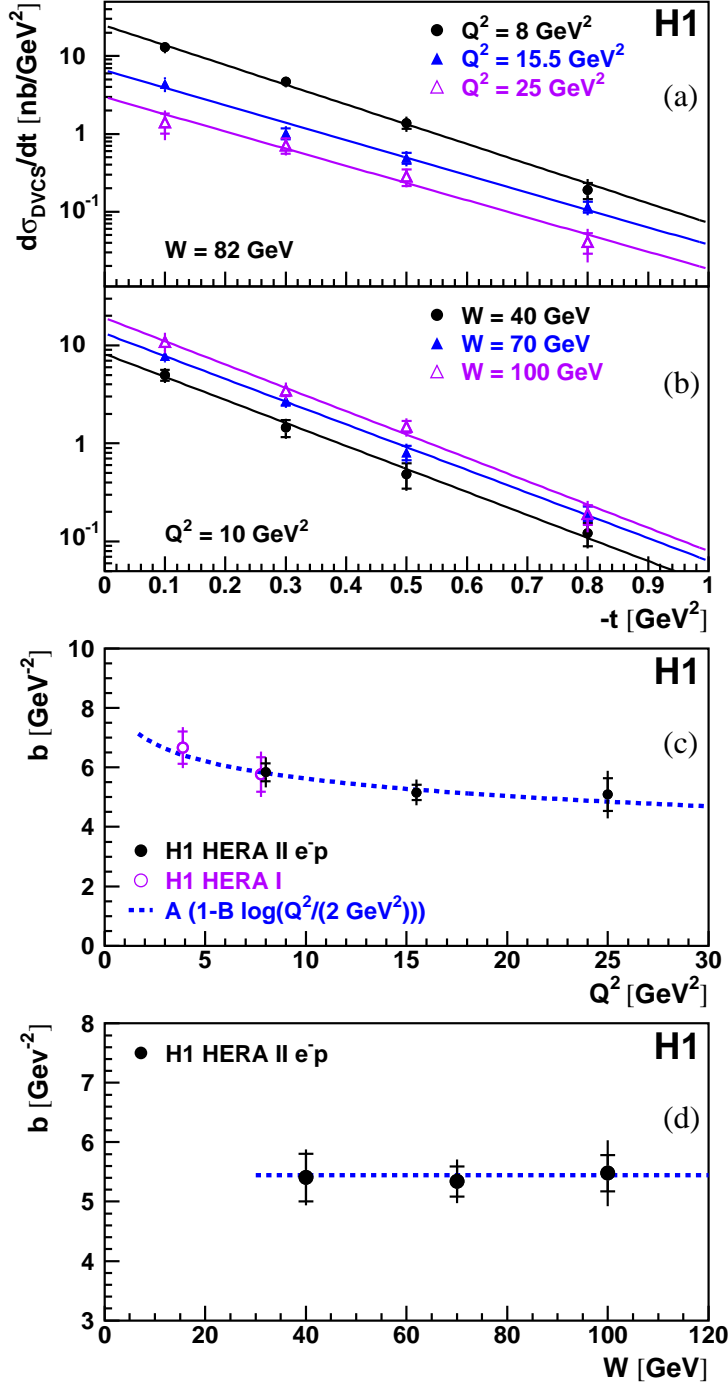 H1
Q² = 8 GeV²
Q² = 15.5 GeV²
Q² = 25 GeV²
(a)
dσ_DVCS/dt [nb/GeV²]
10
1
10⁻¹
W = 82 GeV
W = 40 GeV
W = 70 GeV
W = 100 GeV
(b)
10
1
10⁻¹
Q² = 10 GeV²
0 0.1 0.2 0.3 0.4 0.5 0.6 0.7 0.8 0.9 1
-t [GeV²]
H1
(c)
b [GeV⁻²]
10
8
6
4
2
0
H1 HERA II e⁻p
H1 HERA I
A (1-B log(Q²/(2 GeV²)))
0 5 10 15 20 25 30
Q² [GeV²]
H1
H1 HERA II e⁻p
(d)
b [Gev⁻²]
8
7
6
5
4
3
0 20 40 60 80 100 120
W [GeV]